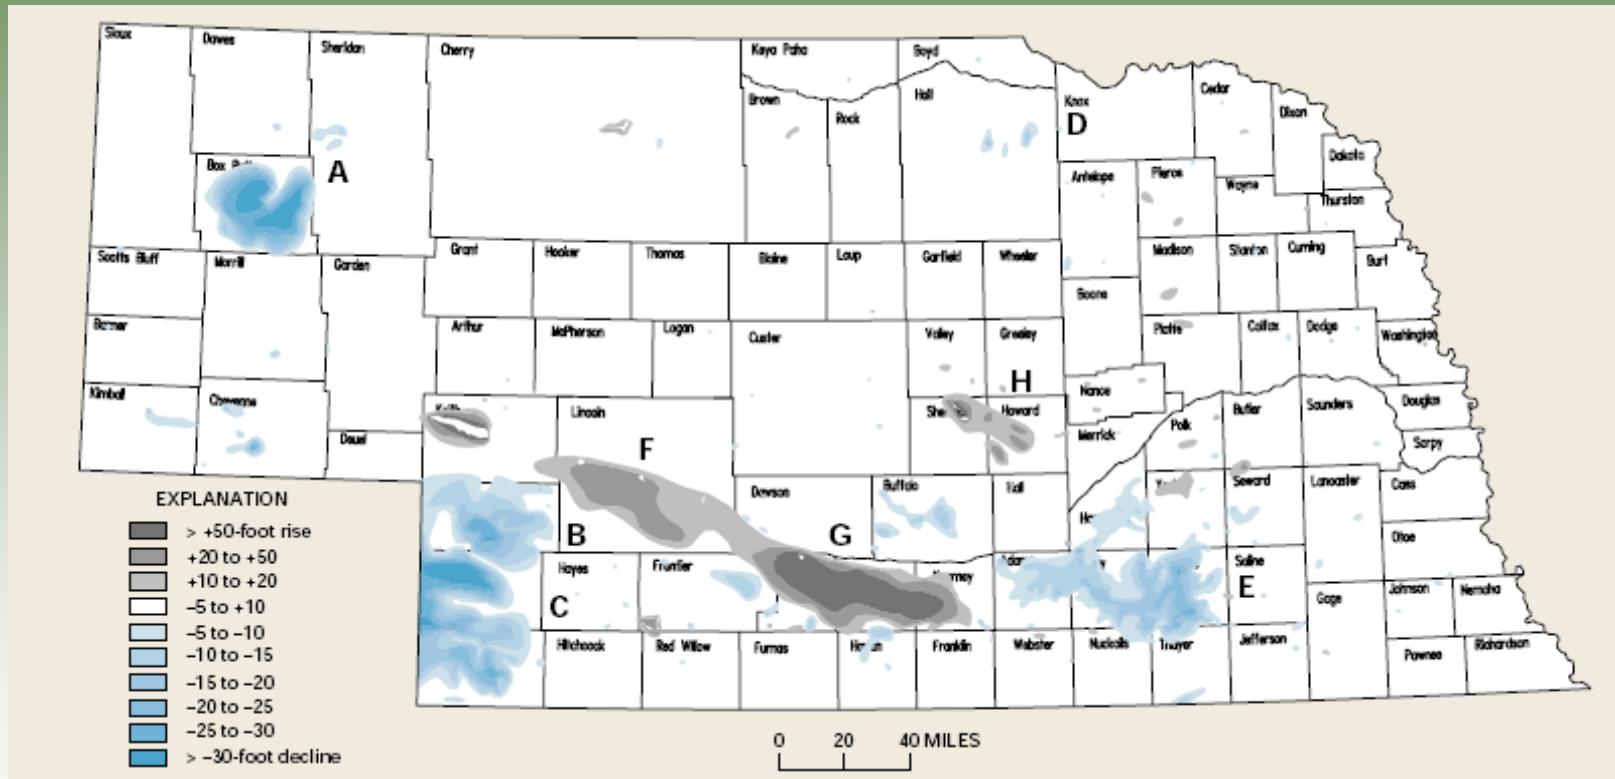 Sioux
Dawes
Sheridan
Cherry
Keya Paha
Boyd
Brown
Rock
Holt
Knox
D
Cedar
Dixon
Dakota
Box
A
Antelope
Pierce
Wayne
Thurston
Scotts Bluff
Morrill
Garden
Grant
Hooker
Thomas
Blaine
Loup
Garfield
Wheeler
Madison
Stanton
Cuming
Burt
Boone
Banner
Arthur
McPherson
Logan
Custer
Valley
Greeley
Platte
Colfax
Dodge
Washington
H
Kimball
Cheyenne
Deuel
Lincoln
F
Howard
Nance
Merrick
Polk
Butler
Saunders
Douglas
Sarpy
Dawson
Buffalo
Hall
Seward
Lancaster
Cass
Otoe
B
G
Hayes
Frontier
C
Saline
E
Gage
Johnson
Nemaha
Hitchcock
Red Willow
Furnas
Franklin
Webster
Nuckolls
Thayer
Jefferson
Pawnee
Richardson
EXPLANATION
> +50-foot rise
+20 to +50
+10 to +20
–5 to +10
–5 to –10
–10 to –15
–15 to –20
–20 to –25
–25 to –30
> –30-foot decline
0 20 40 MILES